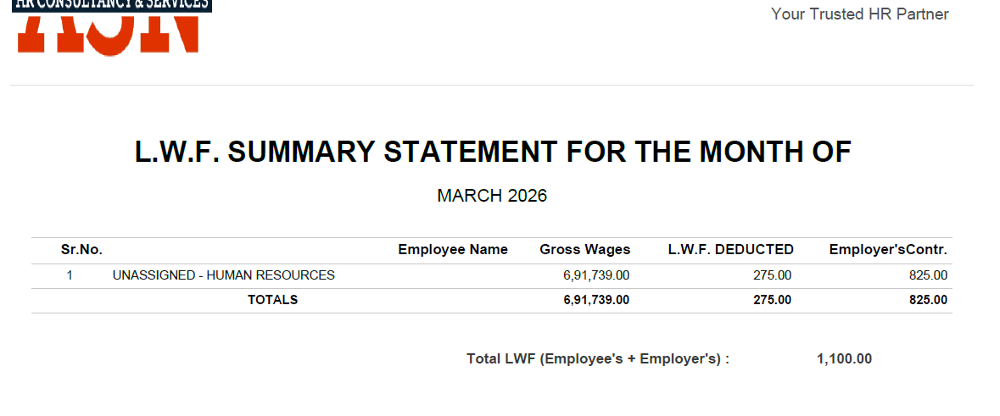 HR CONSULTANCY & SERVICES
ASN
Your Trusted HR Partner
L.W.F. SUMMARY STATEMENT FOR THE MONTH OF
MARCH 2026
Sr.No. Employee Name Gross Wages L.W.F. DEDUCTED Employer'sContr.
1 UNASSIGNED - HUMAN RESOURCES 6,91,739.00 275.00 825.00
TOTALS 6,91,739.00 275.00 825.00
Total LWF (Employee's + Employer's) : 1,100.00